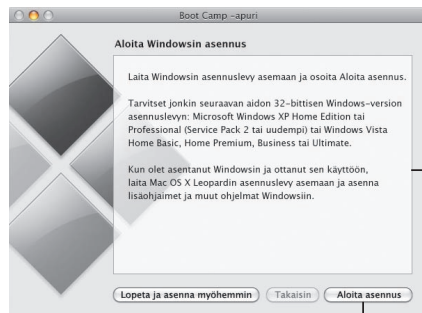 Boot Camp -apuri
Aloita Windowsin asennus
Laita Windowsin asennuslevy asemaan ja osoita Aloita asennus.
Tarvitset jonkin seuraavan aidon 32-bittisen Windows-version
asennuslevyn: Microsoft Windows XP Home Edition tai
Professional (Service Pack 2 tai uudempi) tai Windows Vista
Home Basic, Home Premium, Business tai Ultimate.
Kun olet asentanut Windowsin ja ottanut sen käyttöön,
laita Mac OS X Leopardin asennuslevy asemaan ja asenna
lisäohjaimet ja muut ohjelmat Windowsiin.
Lopeta ja asenna myöhemmin Takaisin Aloita asennus